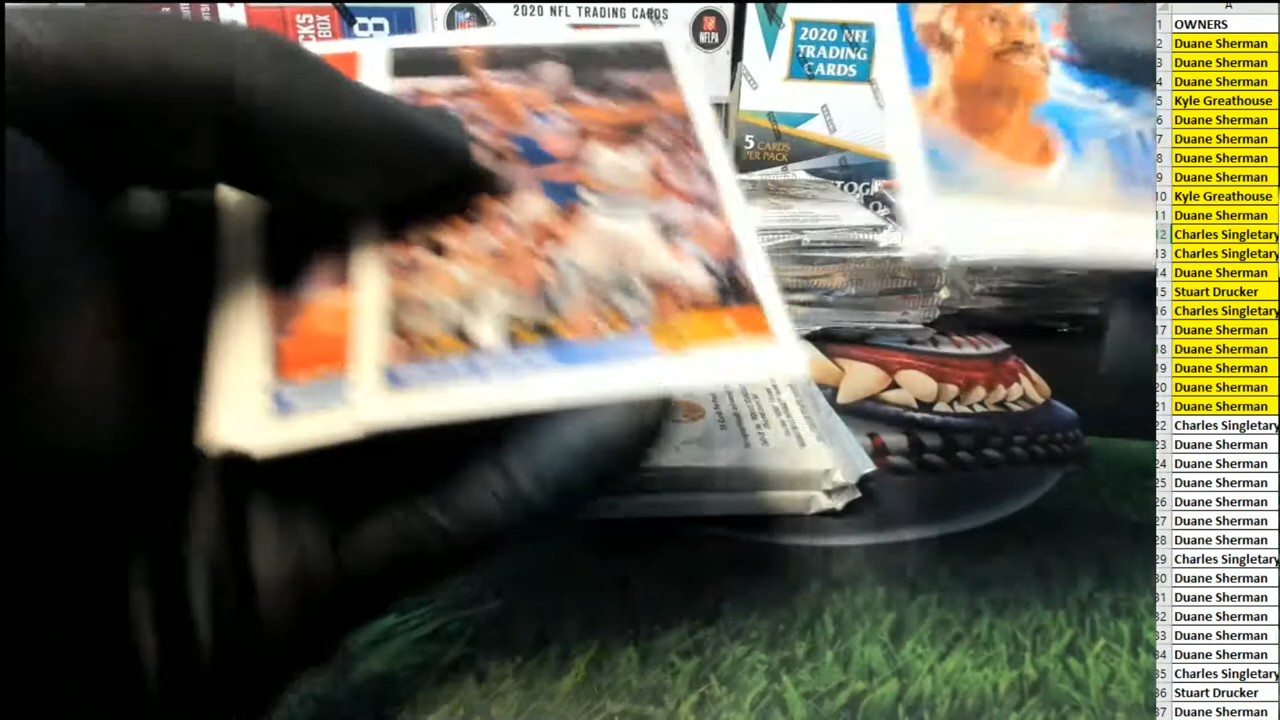 KS
BOX
8
NFL
2020 NFL TRADING CARDS
NFLPA
2020 NFL
TRADING
CARDS
5 CARDS
PER PACK
A
1 OWNERS
2 Duane Sherman
3 Duane Sherman
4 Duane Sherman
5 Kyle Greathouse
6 Duane Sherman
7 Duane Sherman
8 Duane Sherman
9 Duane Sherman
10 Kyle Greathouse
11 Duane Sherman
12 Charles Singletary
13 Charles Singletary
14 Duane Sherman
15 Stuart Drucker
16 Charles Singletary
17 Duane Sherman
18 Duane Sherman
19 Duane Sherman
20 Duane Sherman
21 Duane Sherman
22 Charles Singletary
23 Duane Sherman
24 Duane Sherman
25 Duane Sherman
26 Duane Sherman
27 Duane Sherman
28 Duane Sherman
29 Charles Singletary
30 Duane Sherman
31 Duane Sherman
32 Duane Sherman
33 Duane Sherman
34 Duane Sherman
35 Charles Singletary
36 Stuart Drucker
37 Duane Sherman